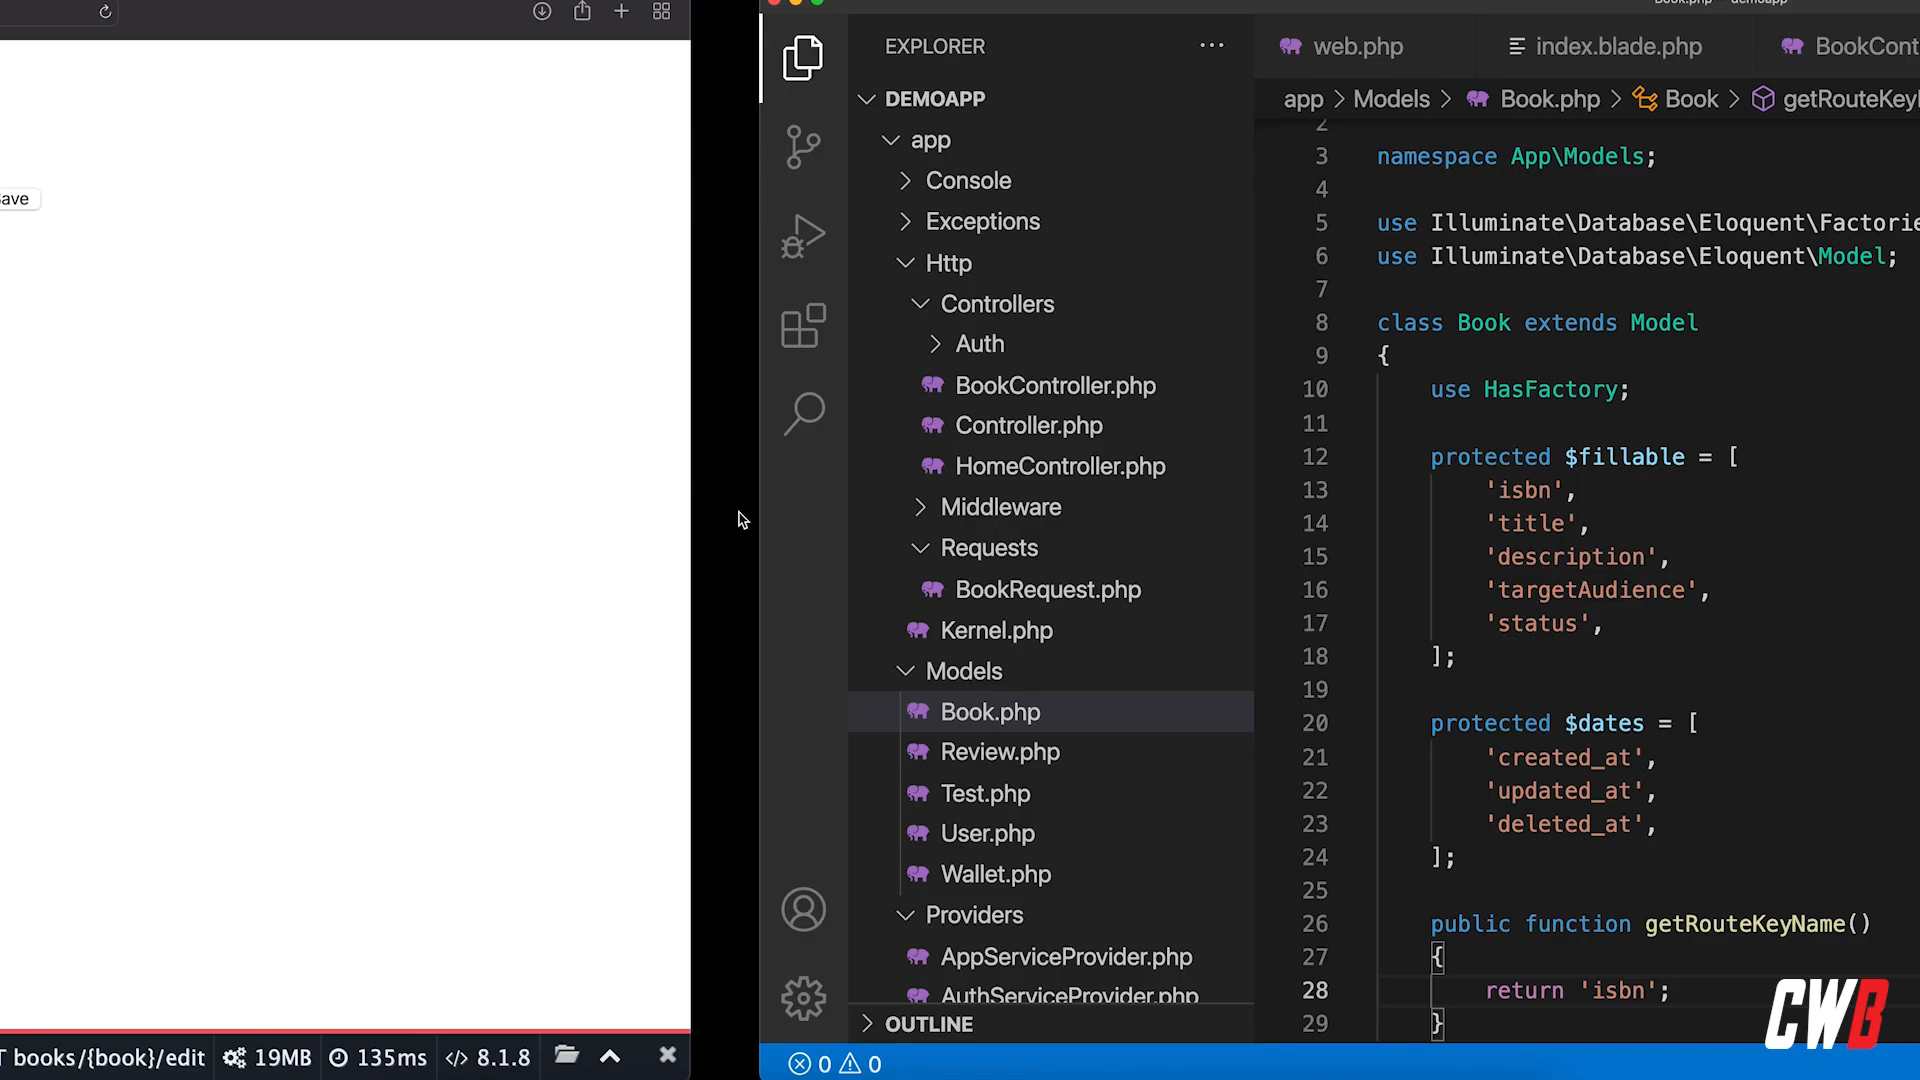 books/{book}/edit 19MB 135ms 8.1.8
EXPLORER
DEMOAPP
app
Console
Exceptions
Http
Controllers
Auth
BookController.php
Controller.php
HomeController.php
Middleware
Requests
BookRequest.php
Kernel.php
Models
Book.php
Review.php
Test.php
User.php
Wallet.php
Providers
AppServiceProvider.php
AuthServiceProvider.php
OUTLINE
0 0
web.php index.blade.php BookCont
app > Models > Book.php > Book > getRouteKey
2
3 namespace App\Models;
4
5 use Illuminate\Database\Eloquent\Factorie
6 use Illuminate\Database\Eloquent\Model;
7
8 class Book extends Model
9 {
10 use HasFactory;
11
12 protected $fillable = [
13 'isbn',
14 'title',
15 'description',
16 'targetAudience',
17 'status',
18 ];
19
20 protected $dates = [
21 'created_at',
22 'updated_at',
23 'deleted_at',
24 ];
25
26 public function getRouteKeyName()
27 {
28 return 'isbn';
29 }
CWB